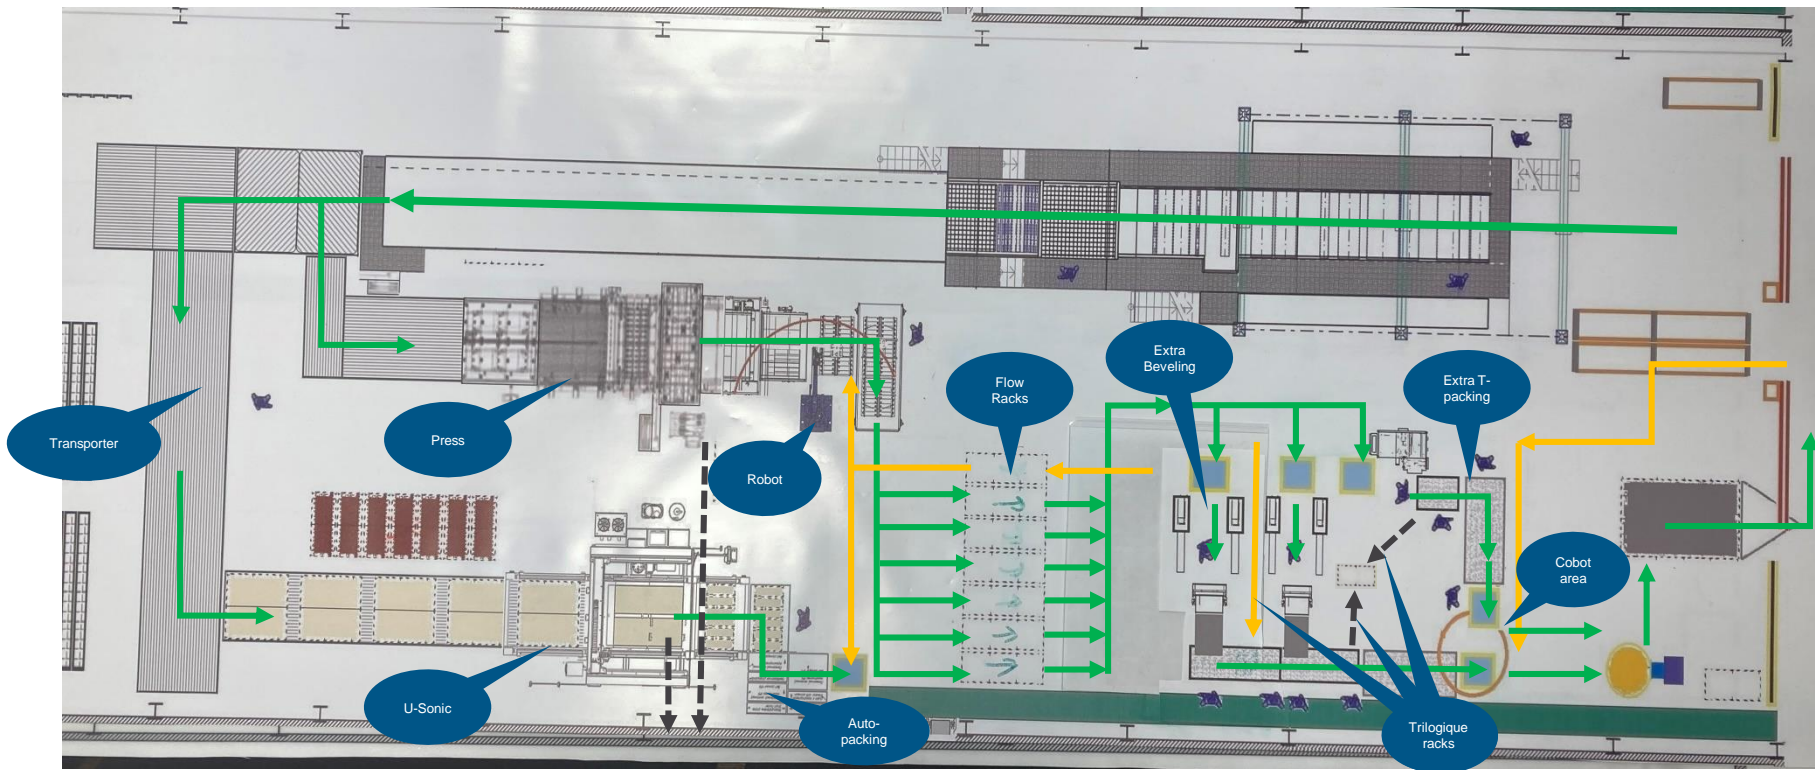 Extra
Beveling
Flow
Racks
Extra T-
packing
Transporter
Press
Robot
Cobot
area
U-Sonic
Auto-
packing
Trilogique
racks